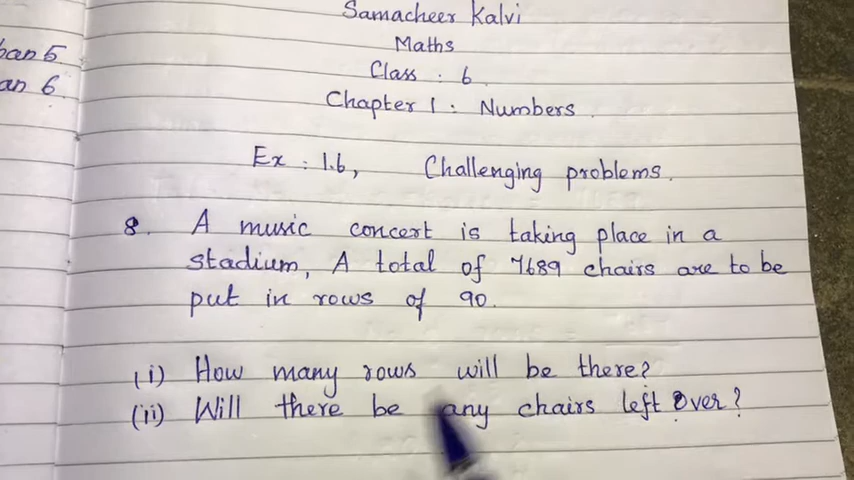 Samacheer Kalvi
Maths
Class : 6
Chapter 1 : Numbers.
Ex : 1.6, Challenging problems.
8. A music concert is taking place in a
stadium, A total of 7689 chairs are to be
put in rows of 90.
(i) How many rows will be there?
(ii) Will there be any chairs left over?
5
6